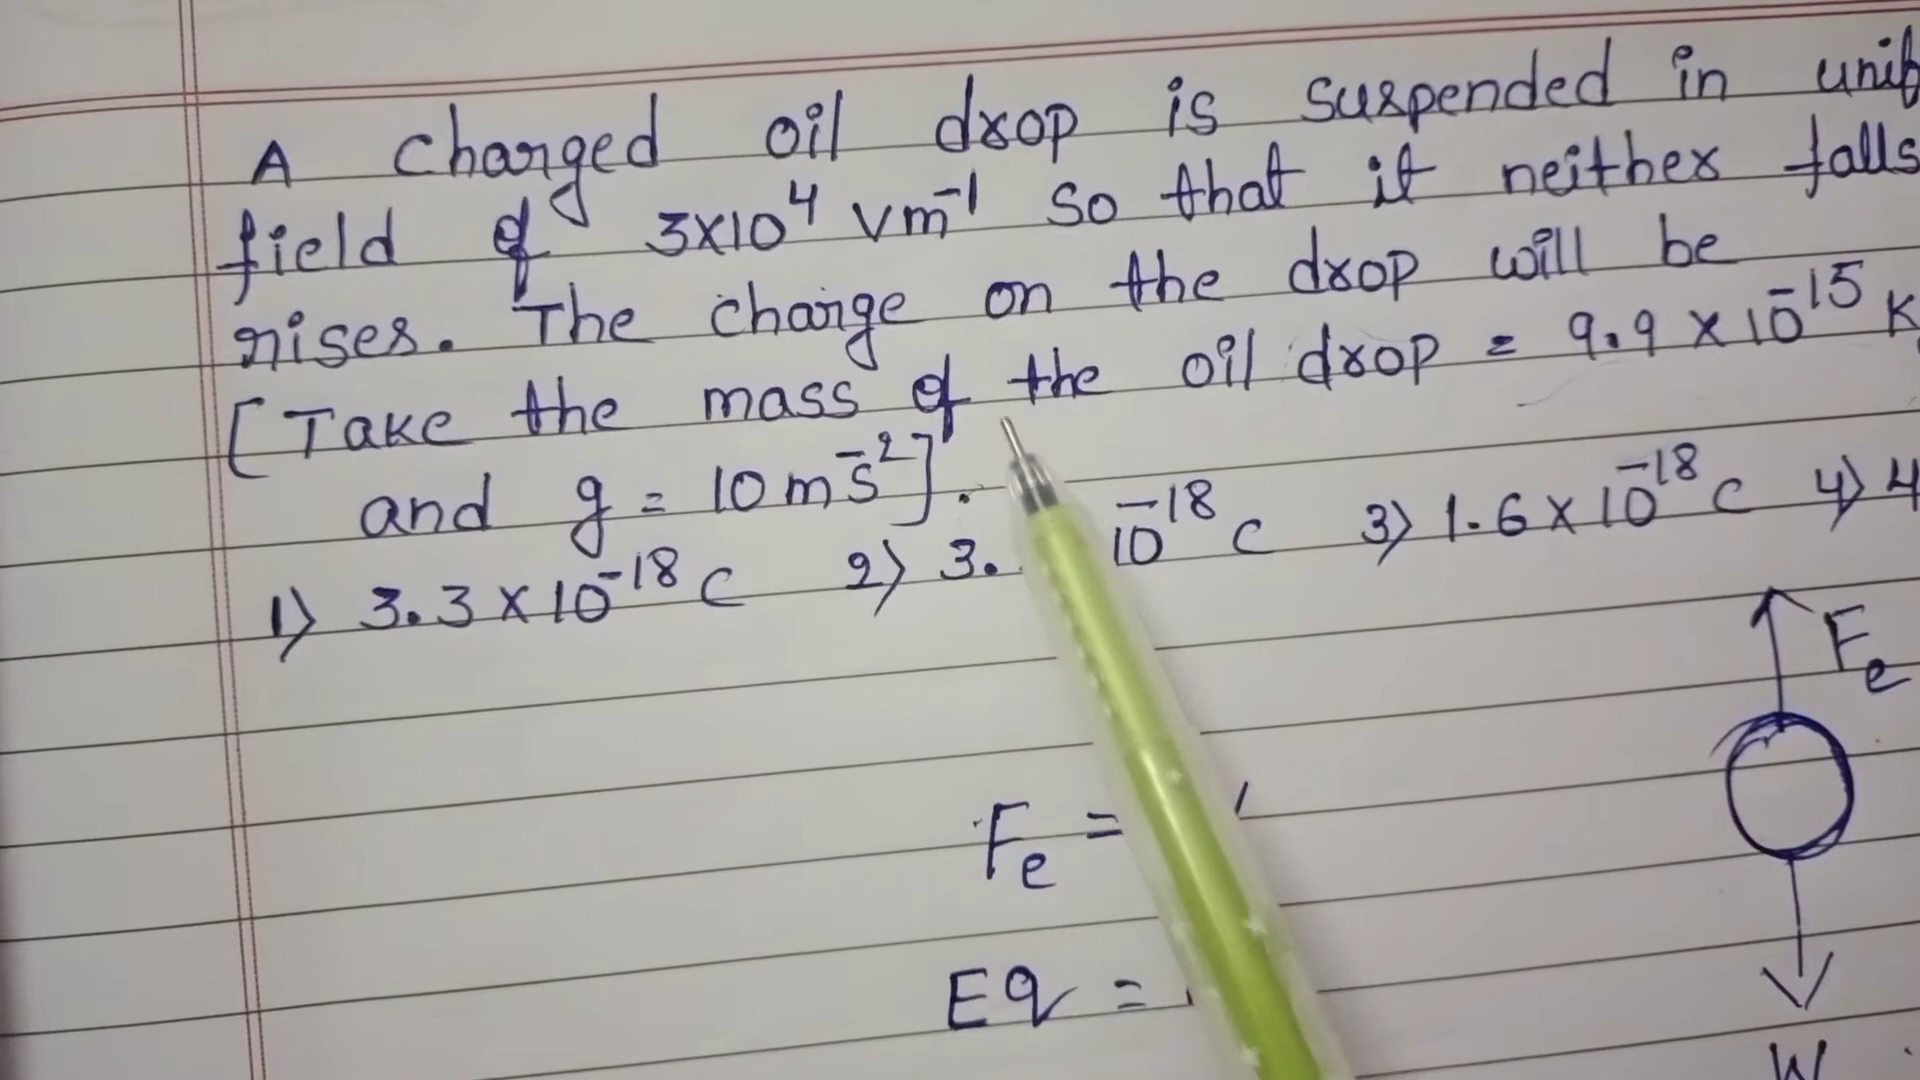 A charged oil drop is suspended in
field of 3×10⁴ Vm⁻¹ so that it neither falls
rises. The charge on the drop will be
[Take the mass of the oil drop = 9.9 × 10⁻¹⁵ K
and g = 10 ms⁻²].
1) 3.3 × 10⁻¹⁸ C 2) 3. 10⁻¹⁸ C 3) 1.6 × 10⁻¹⁸ C 4) 4
Fe
Fe =
Eq =
W